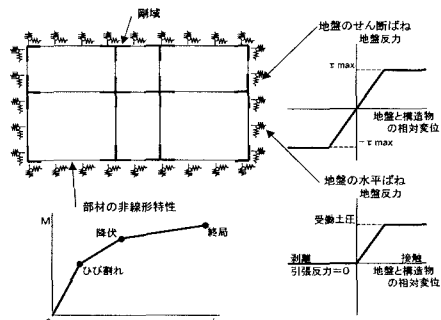 剛域
地盤のせん断ばね
地盤反力
τ max
地盤と構造物
の相対変位
−τ max
地盤の水平ばね
地盤反力
受働土圧
剥離
引張反力=0
接触
地盤と構造物
の相対変位
部材の非線形特性
M
降伏
終局
ひび割れ